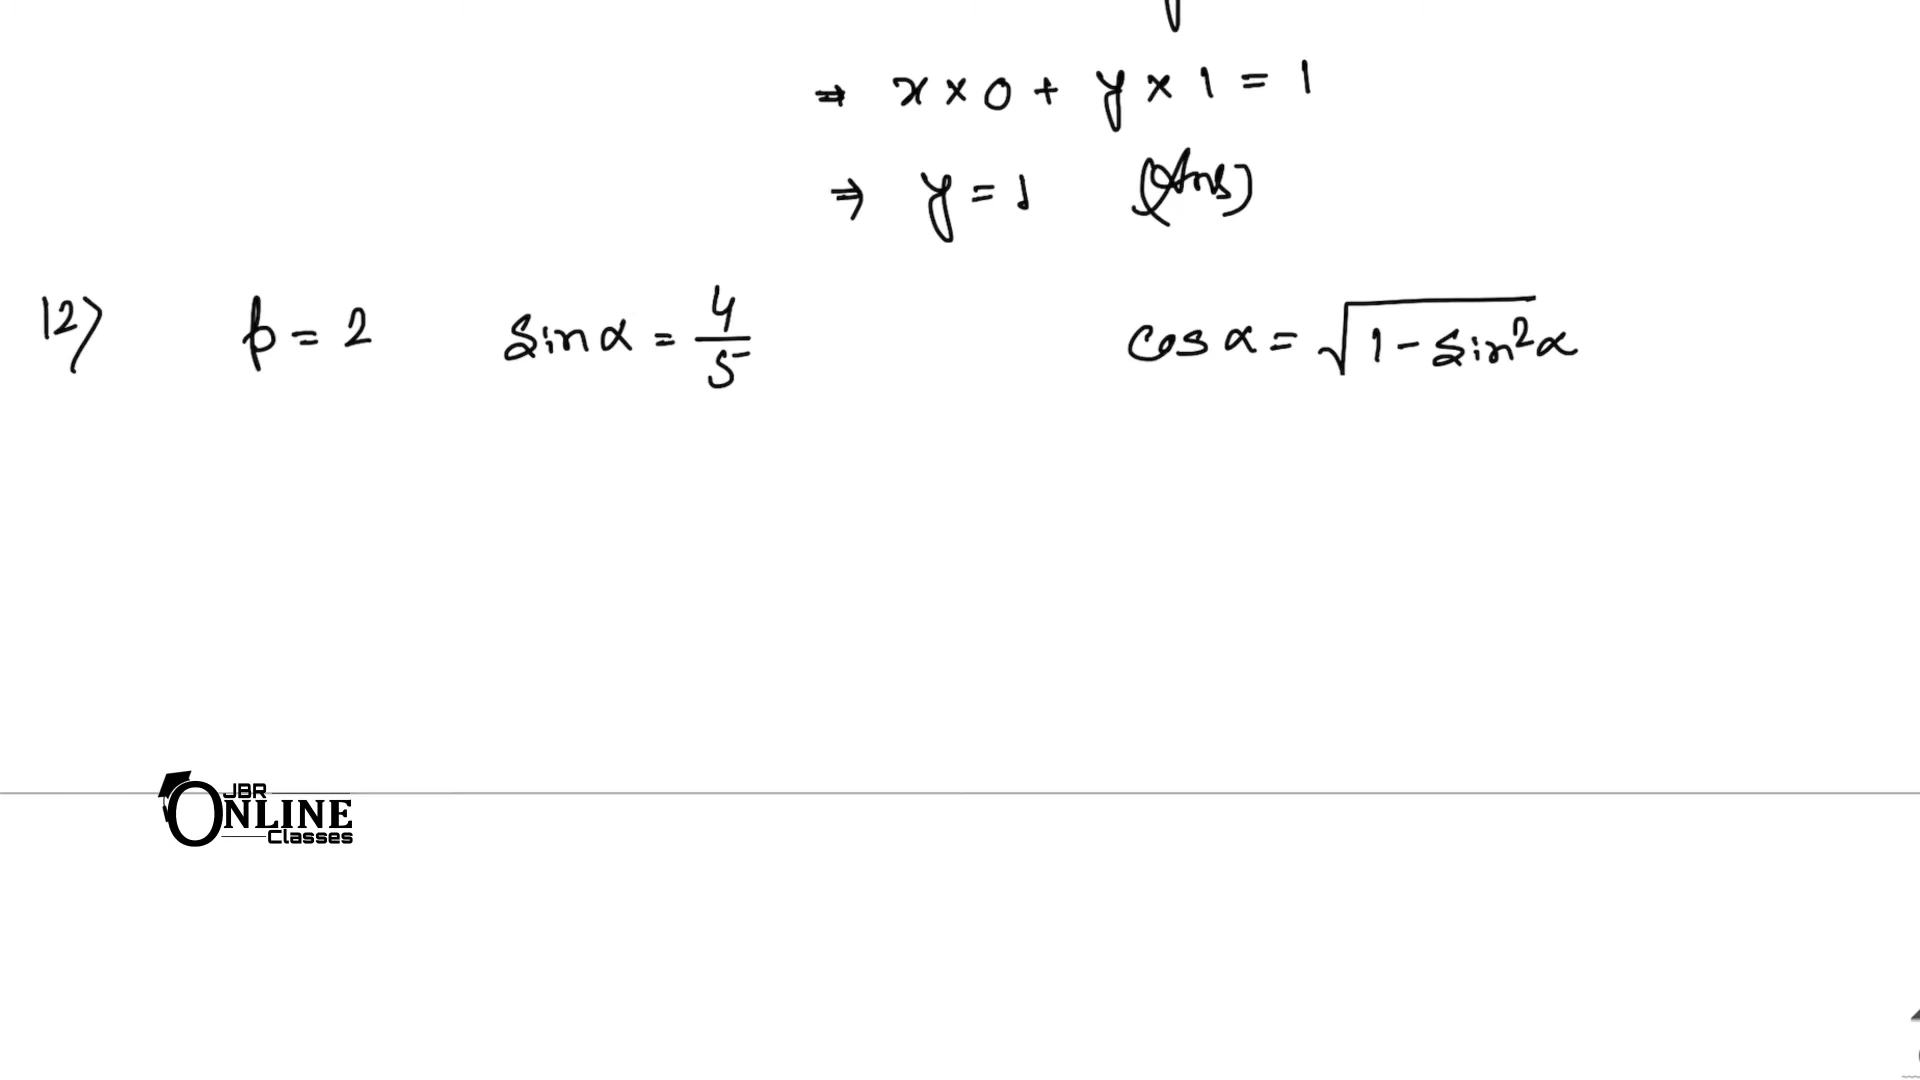 ⇒ x × 0 + y × 1 = 1
⇒ y = 1 (Ans)
12) p = 2 sin α = 4/5 cos α = √(1 - sin²α)
JBR
ONLINE
Classes